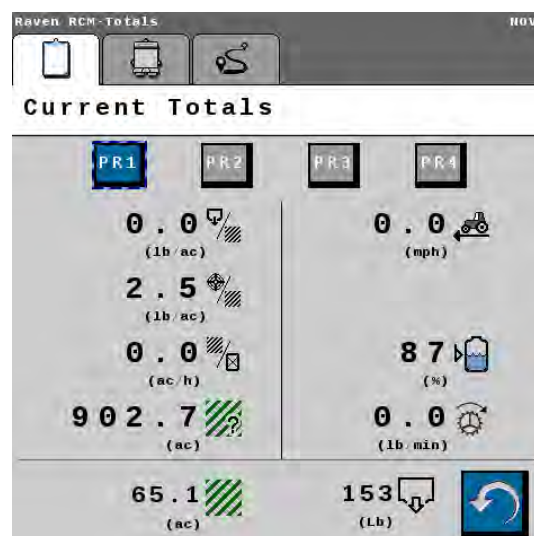 Raven RCM-Totals NOV
Current Totals
PR1 PR2 PR3 PR4
0.0 0.0
(lb/ac) (mph)
2.5
(lb/ac)
0.0 87
(ac/h) (%)
902.7 ? 0.0
(ac) (lb/min)
65.1 153
(ac) (Lb)